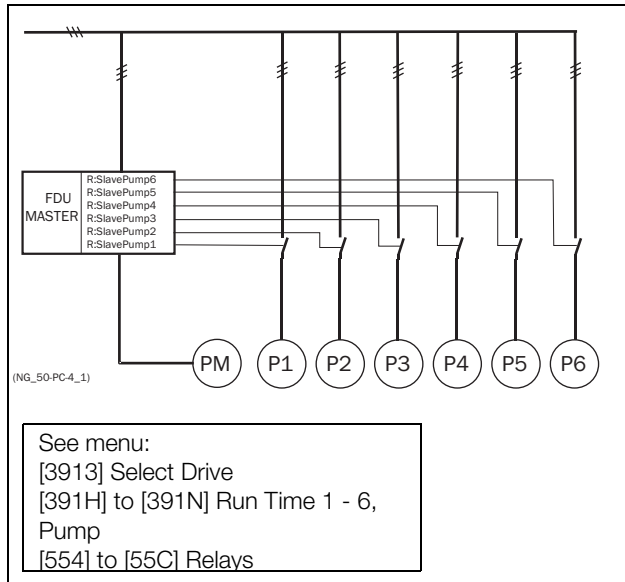 R:SlavePump6
R:SlavePump5
R:SlavePump4
R:SlavePump3
R:SlavePump2
R:SlavePump1
FDU
MASTER
PM
P1
P2
P3
P4
P5
P6
(NG_50-PC-4_1)
See menu:
[3913] Select Drive
[391H] to [391N] Run Time 1 - 6,
Pump
[554] to [55C] Relays